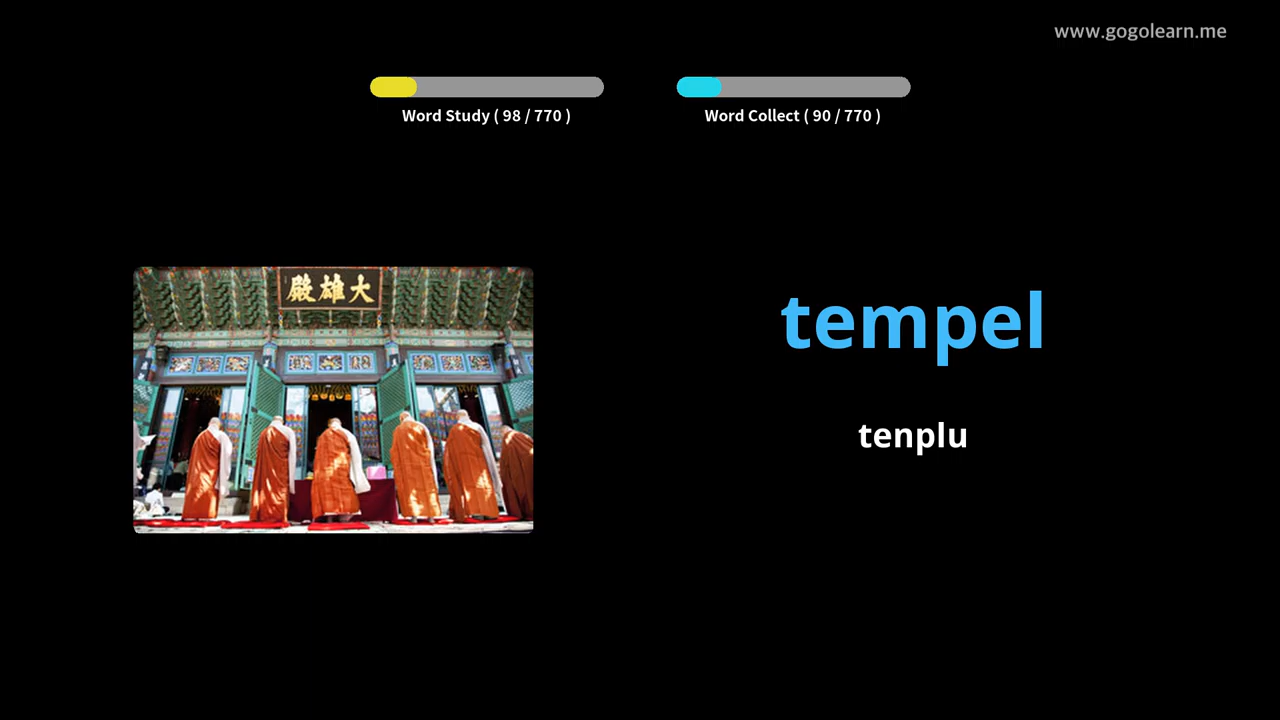 www.gogolearn.me
Word Study ( 98 / 770 )
Word Collect ( 90 / 770 )
殿雄大
tempel
tenplu